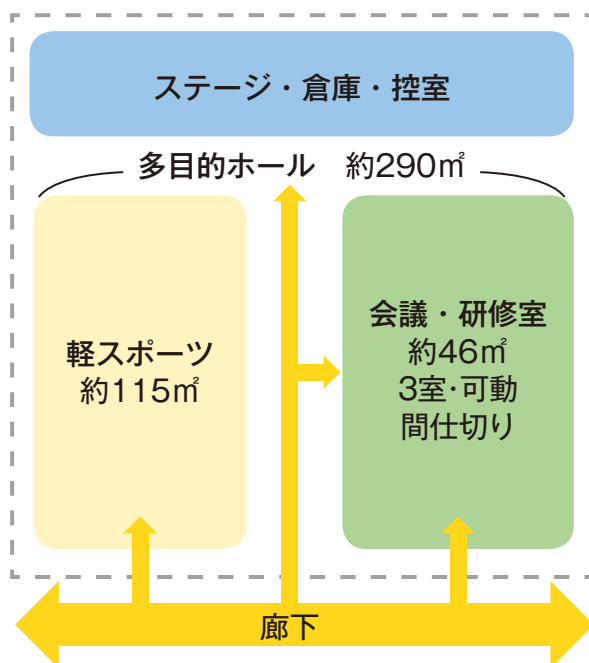 ステージ・倉庫・控室
多目的ホール　約290㎡
軽スポーツ
約115㎡
会議・研修室
約46㎡
3室・可動
間仕切り
廊下